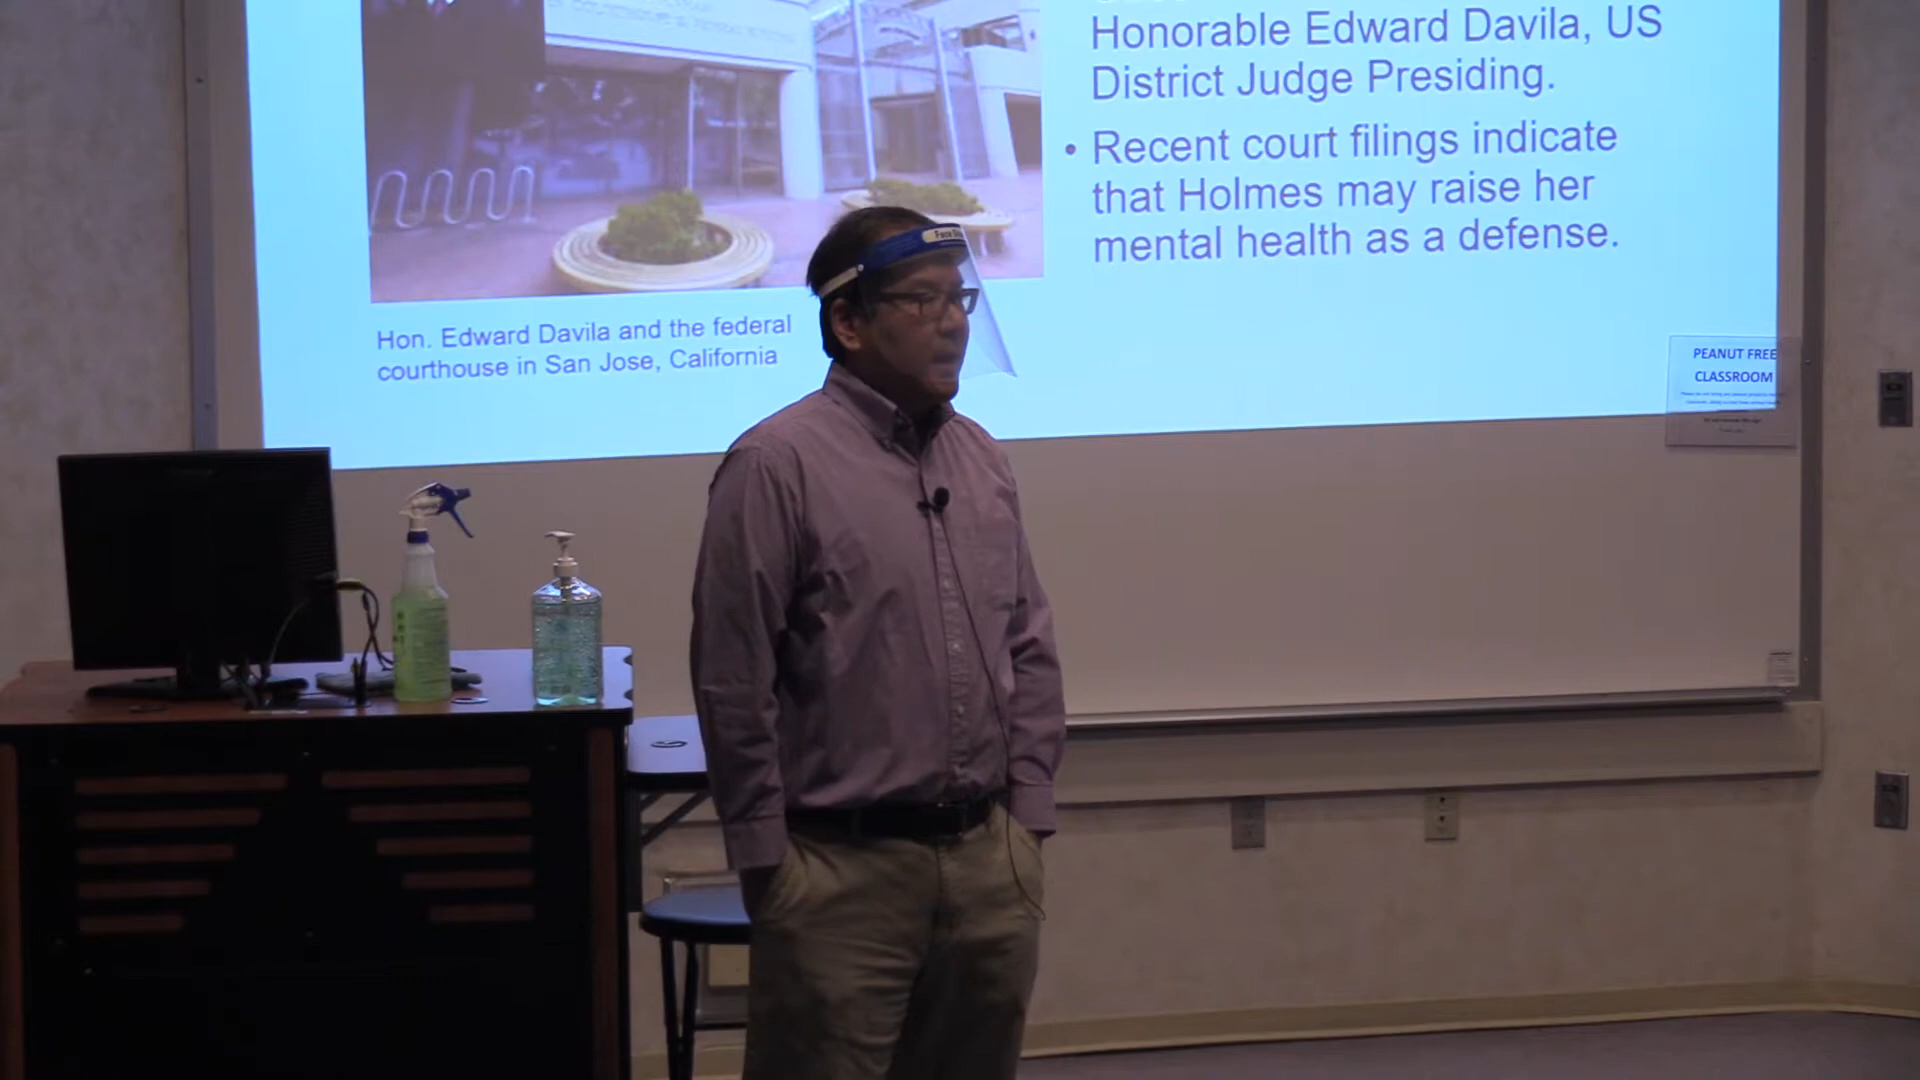 Honorable Edward Davila, US
District Judge Presiding.
• Recent court filings indicate
that Holmes may raise her
mental health as a defense.
Hon. Edward Davila and the federal
courthouse in San Jose, California
PEANUT FREE
CLASSROOM